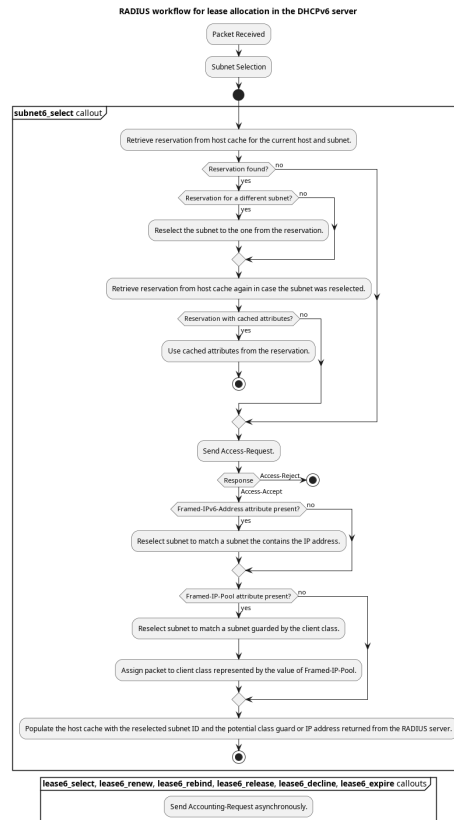 RADIUS workflow for lease allocation in the DHCPv6 server
Packet Received
Subnet Selection
subnet6_select callout
Retrieve reservation from host cache for the current host and subnet.
Reservation found?
no
yes
Reservation for a different subnet?
no
yes
Reselect the subnet to the one from the reservation.
Retrieve reservation from host cache again in case the subnet was reselected.
Reservation with cached attributes?
no
yes
Use cached attributes from the reservation.
Send Access-Request.
Response
Access-Reject
Access-Accept
Framed-IPv6-Address attribute present?
no
yes
Reselect subnet to match a subnet the contains the IP address.
Framed-IP-Pool attribute present?
no
yes
Reselect subnet to match a subnet guarded by the client class.
Assign packet to client class represented by the value of Framed-IP-Pool.
Populate the host cache with the reselected subnet ID and the potential class guard or IP address returned from the RADIUS server.
lease6_select, lease6_renew, lease6_rebind, lease6_release, lease6_decline, lease6_expire callouts
Send Accounting-Request asynchronously.